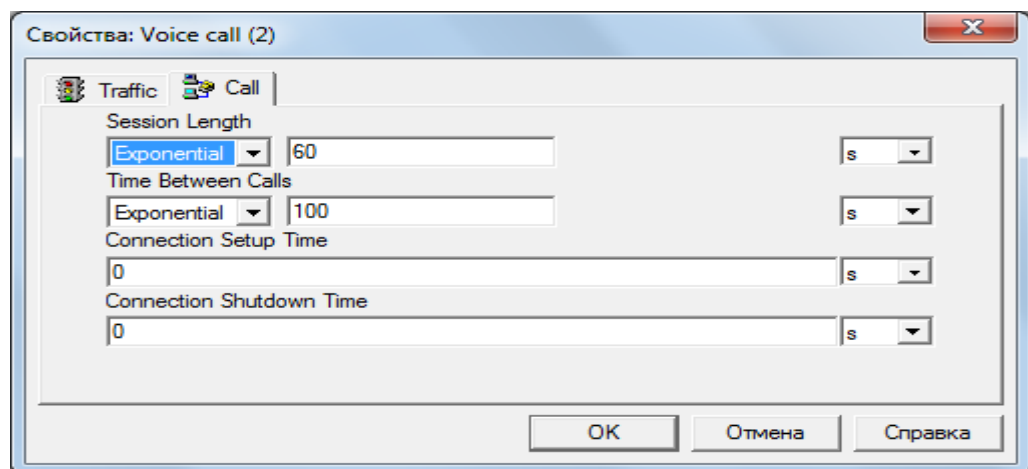 Свойства: Voice call (2)
Traffic Call
Session Length
Exponential 60 s
Time Between Calls
Exponential 100 s
Connection Setup Time
0 s
Connection Shutdown Time
0 s
OK Отмена Справка